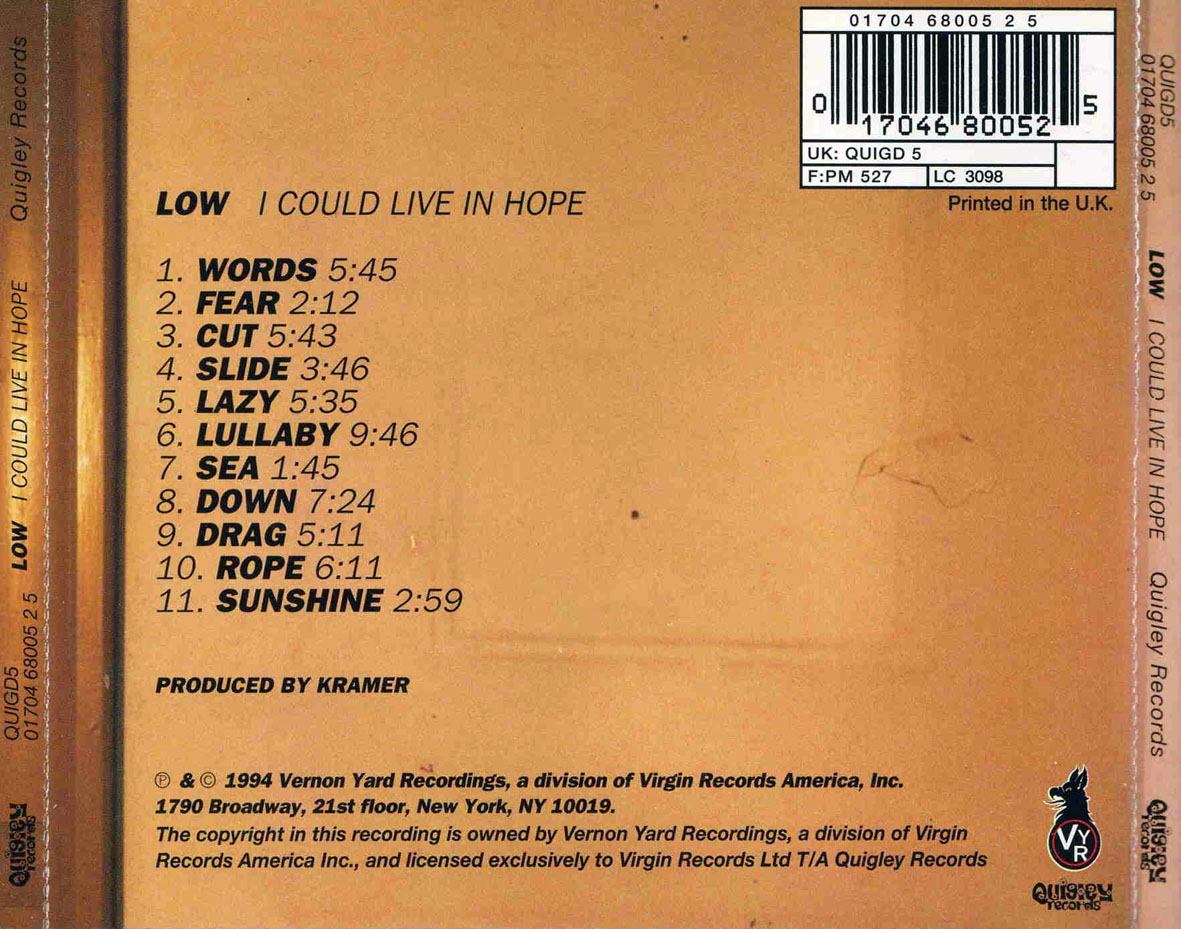 Quigley Records
LOW I COULD LIVE IN HOPE
QUIGD5
01704 68005 2 5
Quigley
records
01704 68005 2 5
0 17046 80052 5
UK: QUIGD 5
F:PM 527 LC 3098
Printed in the U.K.
LOW I COULD LIVE IN HOPE
1. WORDS 5:45
2. FEAR 2:12
3. CUT 5:43
4. SLIDE 3:46
5. LAZY 5:35
6. LULLABY 9:46
7. SEA 1:45
8. DOWN 7:24
9. DRAG 5:11
10. ROPE 6:11
11. SUNSHINE 2:59
PRODUCED BY KRAMER
℗ & © 1994 Vernon Yard Recordings, a division of Virgin Records America, Inc.
1790 Broadway, 21st floor, New York, NY 10019.
The copyright in this recording is owned by Vernon Yard Recordings, a division of Virgin
Records America Inc., and licensed exclusively to Virgin Records Ltd T/A Quigley Records
VYR
Quigley
records
QUIGD5
01704 68005 2 5
LOW I COULD LIVE IN HOPE
Quigley Records
Quigley
records